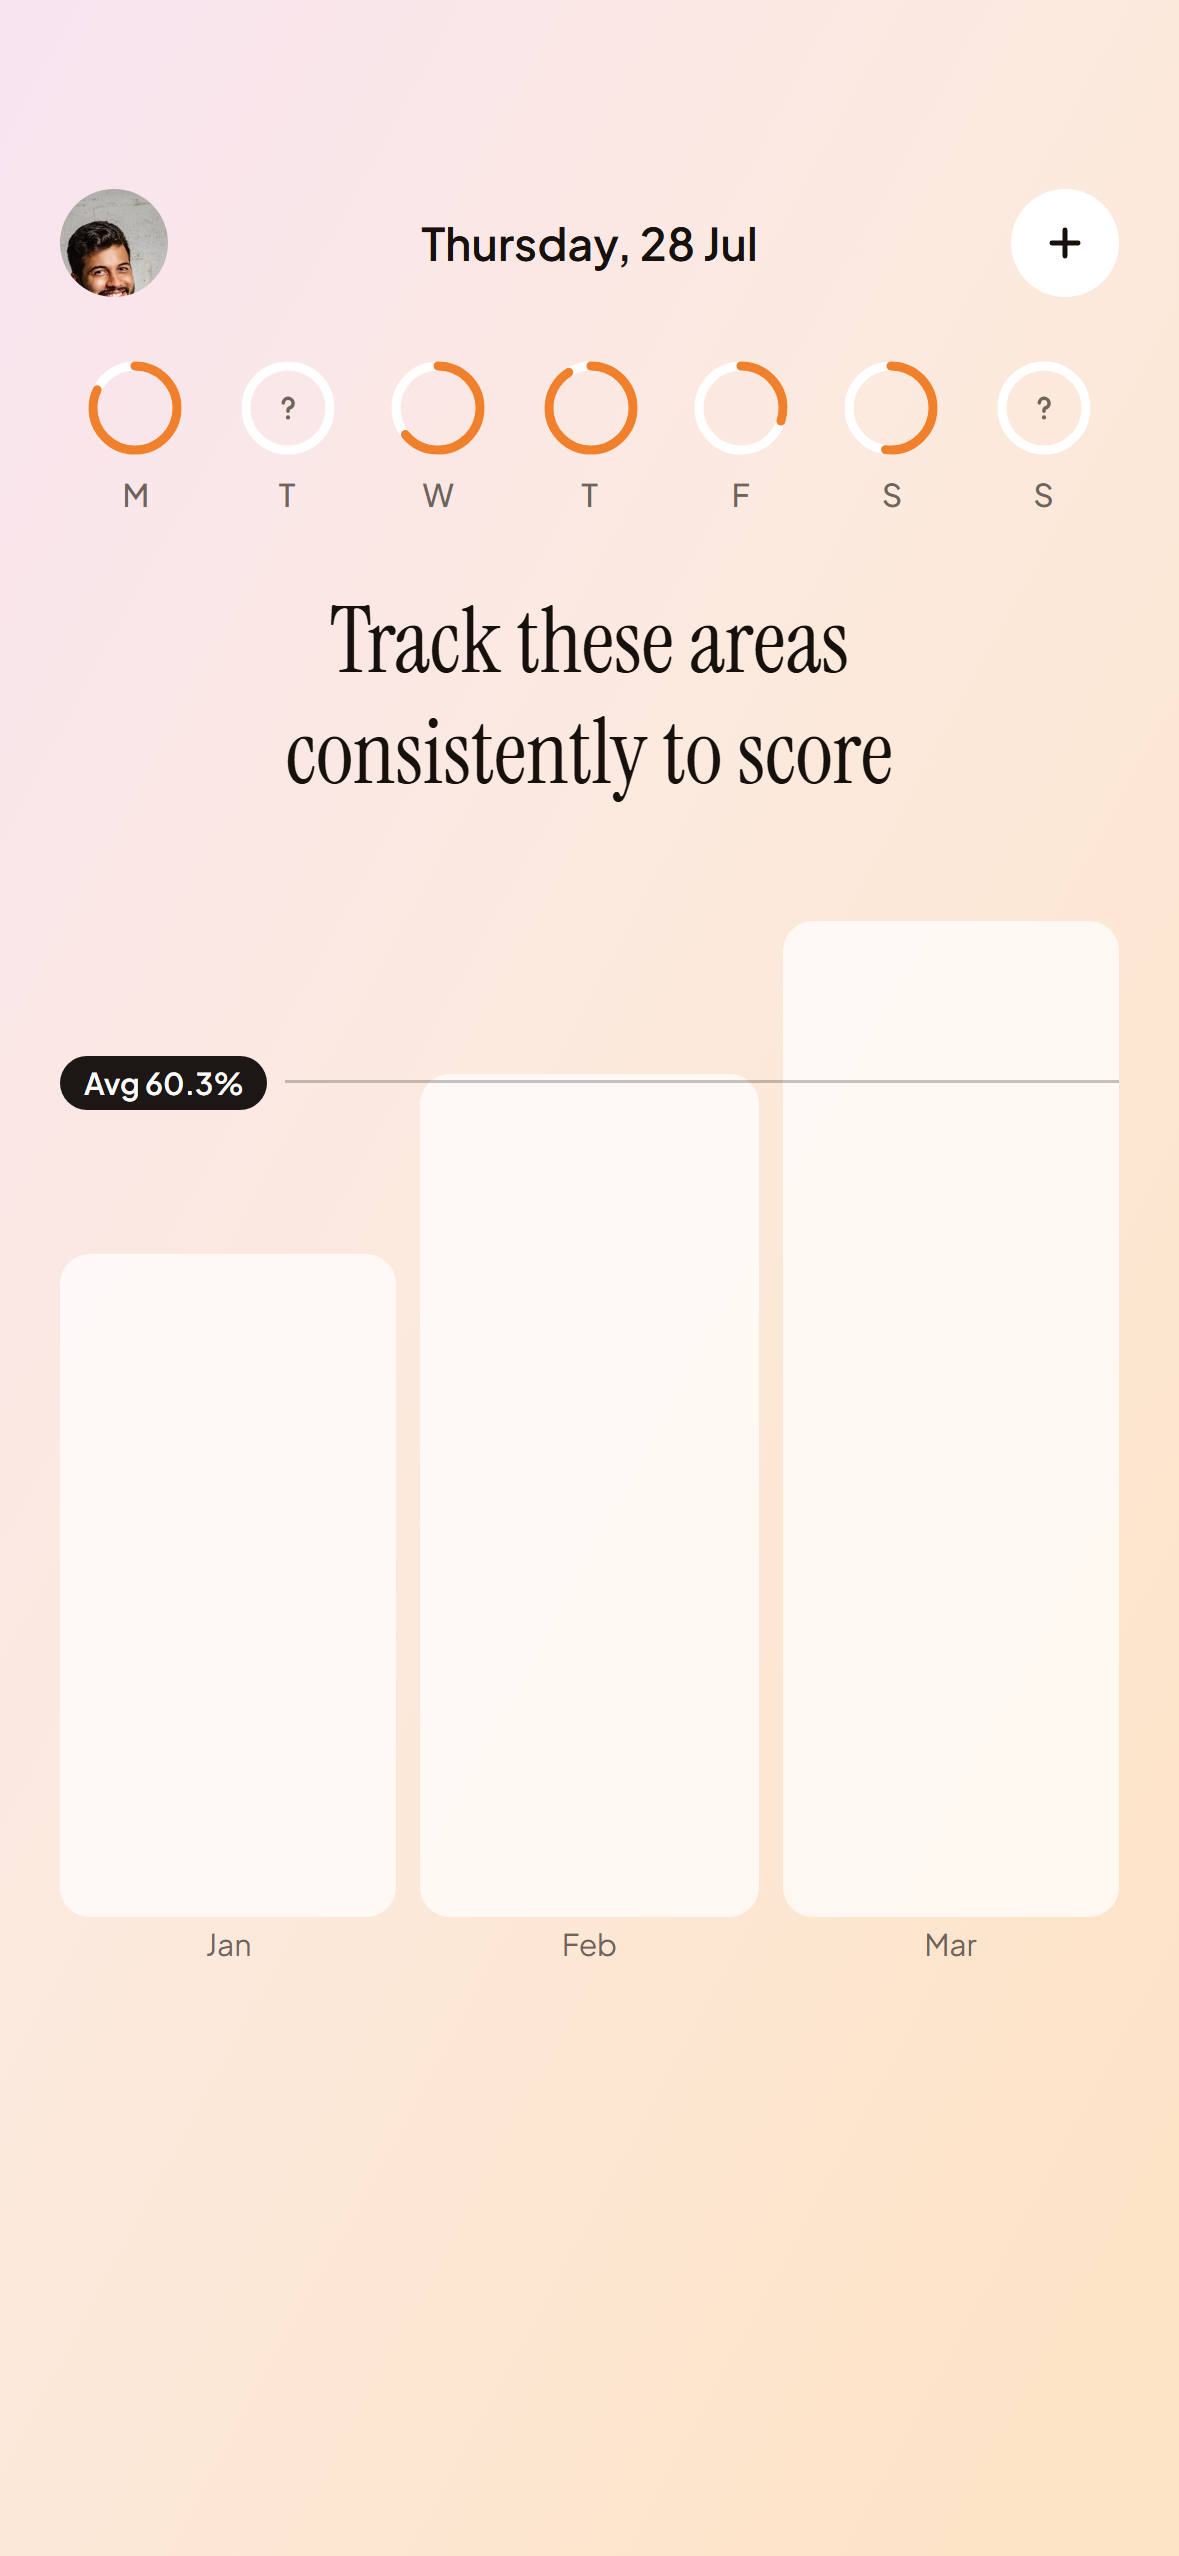 Thursday, 28 Jul
? ?
M T W T F S S
Track these areas
consistently to score
Avg 60.3%
Jan Feb Mar